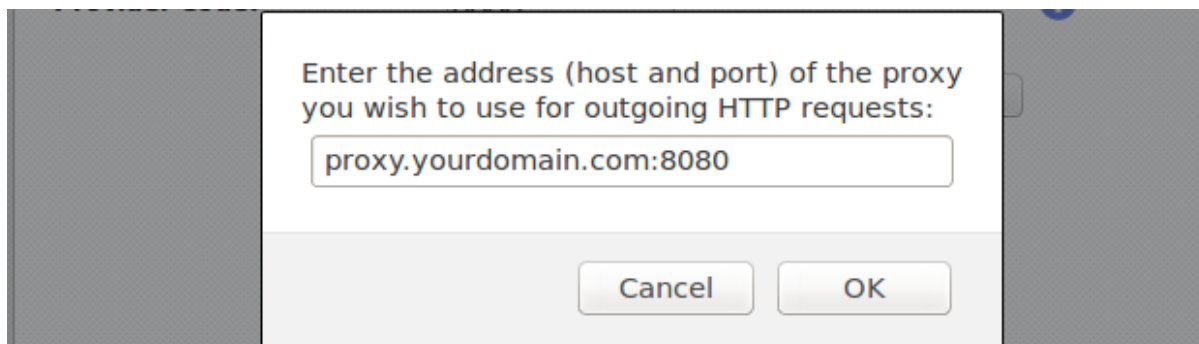 Enter the address (host and port) of the proxy
you wish to use for outgoing HTTP requests:
proxy.yourdomain.com:8080
Cancel OK